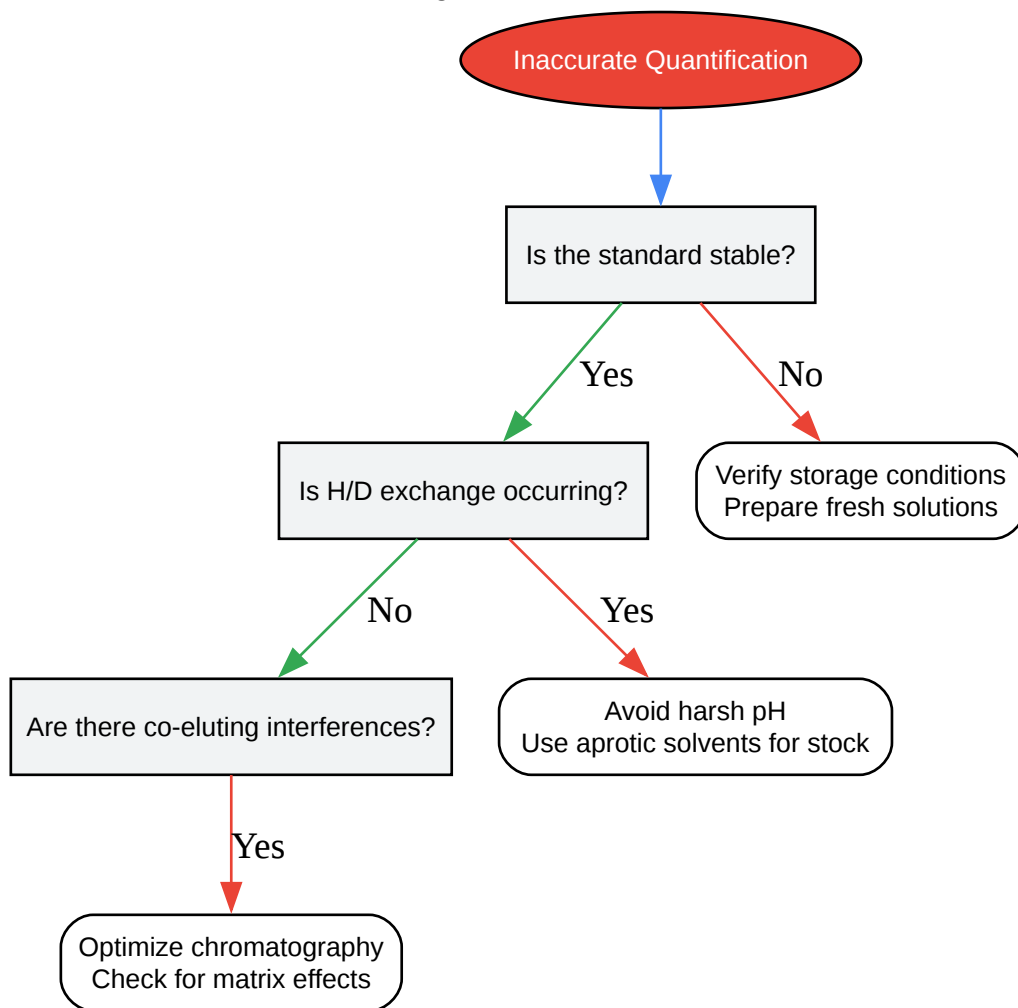 Inaccurate Quantification
Is the standard stable?
Yes
No
Is H/D exchange occurring?
Verify storage conditions
Prepare fresh solutions
No
Yes
Are there co-eluting interferences?
Avoid harsh pH
Use aprotic solvents for stock
Yes
Optimize chromatography
Check for matrix effects